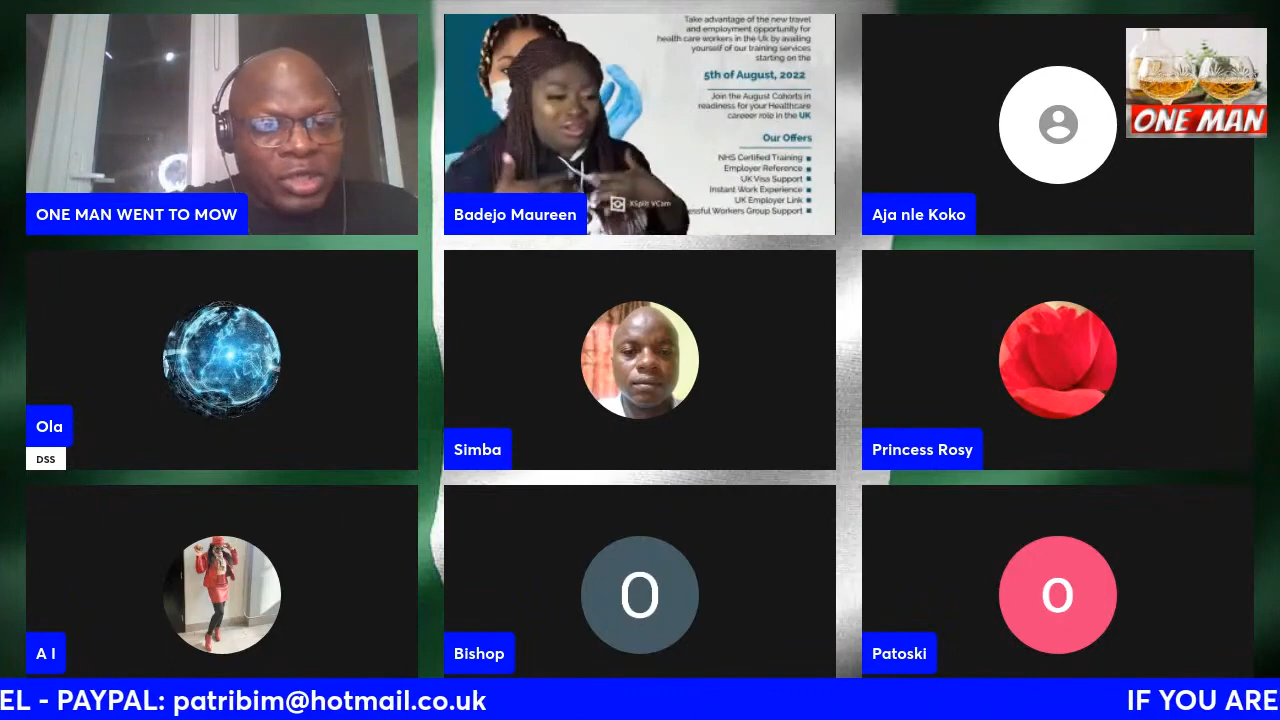 Take advantage of the new travel
and employment opportunity for
health care workers in the Uk by availing
yourself of our training services
starting on the
5th of August, 2022
Join the August Cohorts in
readiness for your Healthcare
career role in the UK
Our Offers
NHS Certified Training
Employer Reference
UK Visa Support
Instant Work Experience
UK Employer Link
essful Workers Group Support
XSplit VCam
ONE MAN
ONE MAN WENT TO MOW
Badejo Maureen
Aja nle Koko
Ola
DSS
Simba
Princess Rosy
A I
Bishop
Patoski
O
O
EL - PAYPAL: patribim@hotmail.co.uk
IF YOU ARE